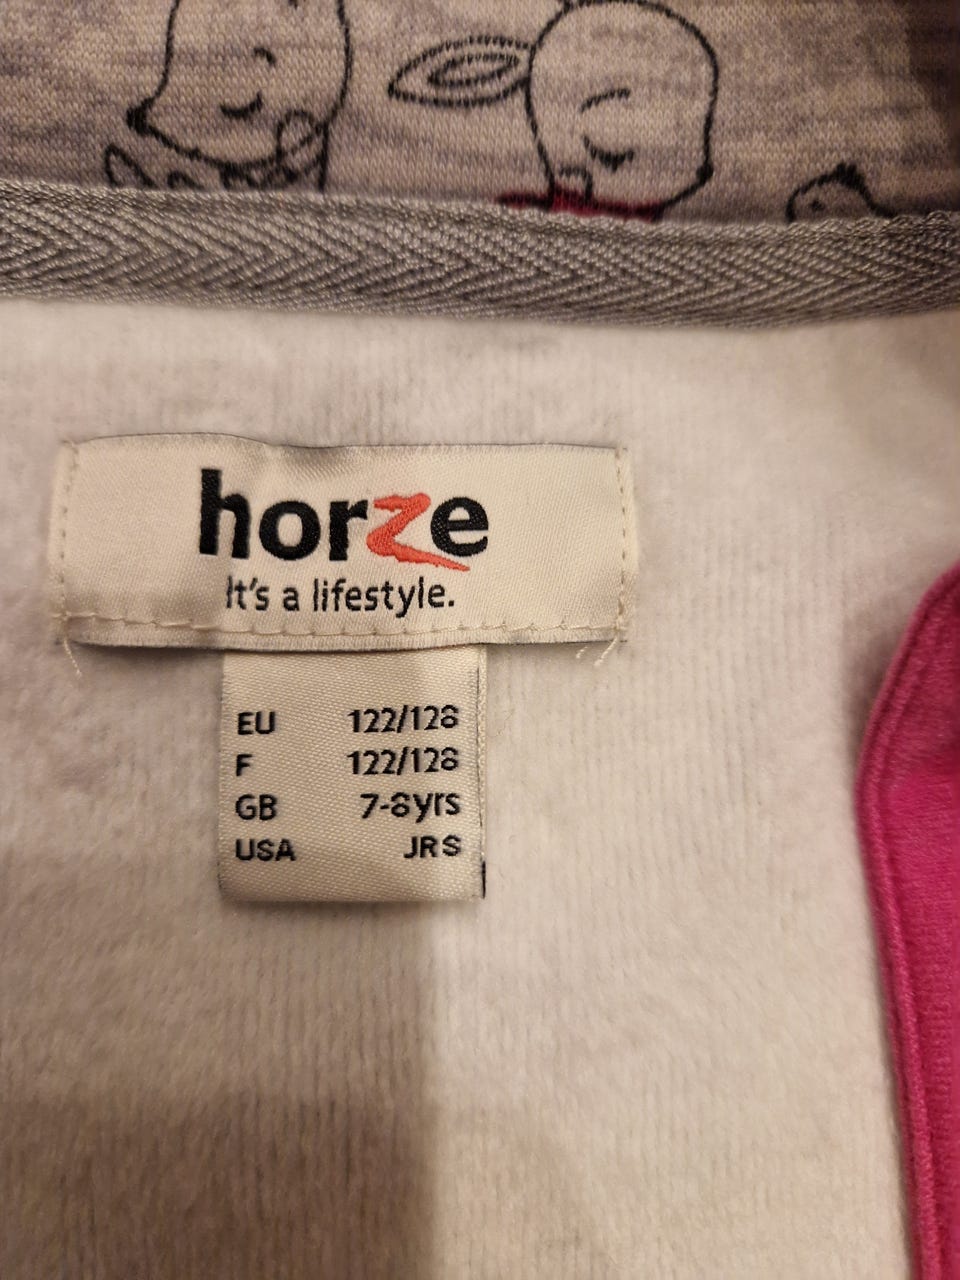 horze
It's a lifestyle.
EU 122/128
F 122/128
GB 7-8yrs
USA JRS